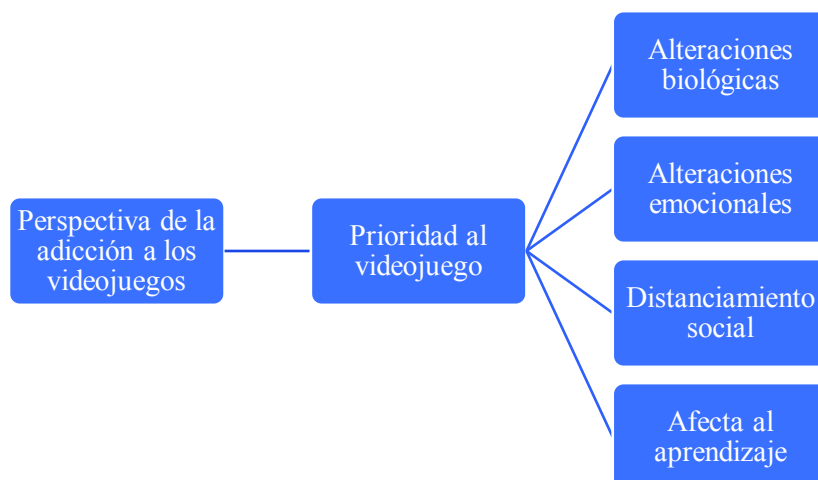 Perspectiva de la
adicción a los
videojuegos
Prioridad al
videojuego
Alteraciones
biológicas
Alteraciones
emocionales
Distanciamiento
social
Afecta al
aprendizaje